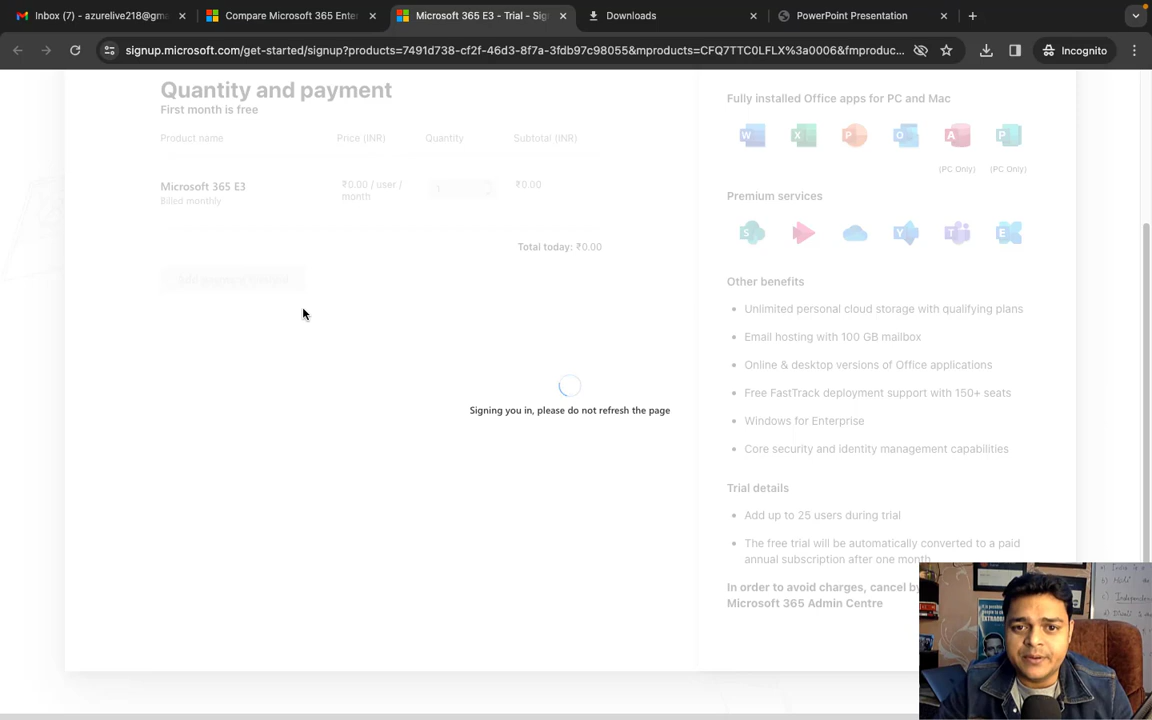 Inbox (7) - azurelive218@gma
Compare Microsoft 365 Enter
Microsoft 365 E3 - Trial - Sig
Downloads
PowerPoint Presentation
signup.microsoft.com/get-started/signup?products=7491d738-cf2f-46d3-8f7a-3fdb97c98055&mproducts=CFQ7TTC0LFLX%3a0006&fmproduc...
Incognito
Quantity and payment
First month is free
Product name
Price (INR)
Quantity
Subtotal (INR)
Microsoft 365 E3
Billed monthly
₹0.00 / user /
month
1
₹0.00
Total today: ₹0.00
Add payment method
Signing you in, please do not refresh the page
Fully installed Office apps for PC and Mac
W X P O A P
(PC Only) (PC Only)
Premium services
S Y T E
Other benefits
• Unlimited personal cloud storage with qualifying plans
• Email hosting with 100 GB mailbox
• Online & desktop versions of Office applications
• Free FastTrack deployment support with 150+ seats
• Windows for Enterprise
• Core security and identity management capabilities
Trial details
• Add up to 25 users during trial
• The free trial will be automatically converted to a paid
annual subscription after one month
In order to avoid charges, cancel by
Microsoft 365 Admin Centre